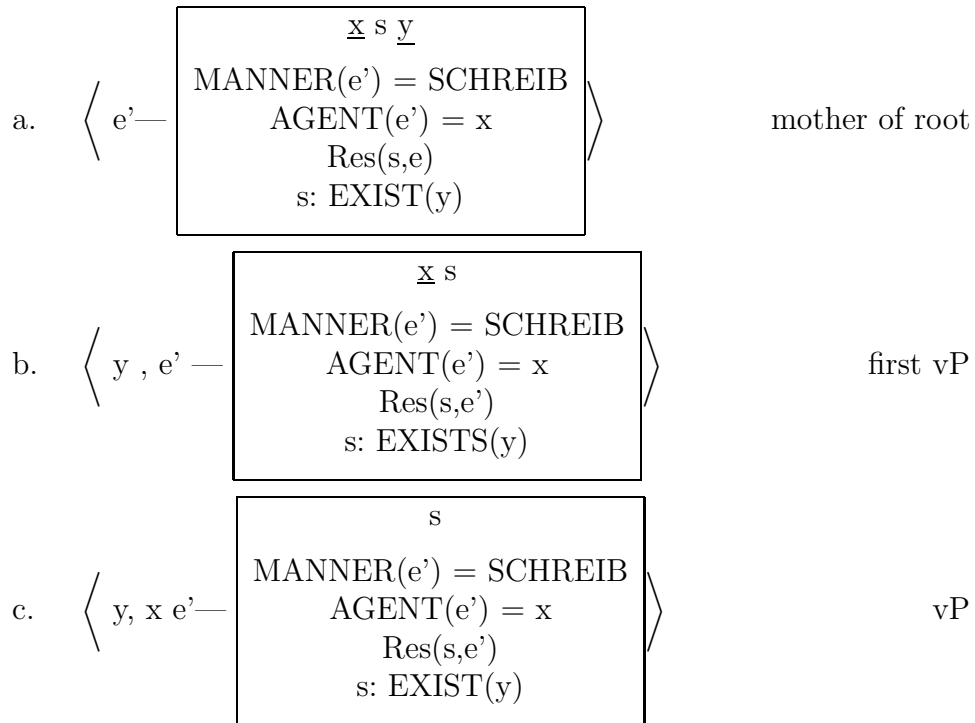 x s y
MANNER(e’) = SCHREIB
a. ⟨ e’— AGENT(e’) = x ⟩ mother of root
Res(s,e)
s: EXIST(y)
x s
MANNER(e’) = SCHREIB
b. ⟨ y , e’ — AGENT(e’) = x ⟩ first vP
Res(s,e’)
s: EXISTS(y)
s
MANNER(e’) = SCHREIB
c. ⟨ y, x e’— AGENT(e’) = x ⟩ vP
Res(s,e’)
s: EXIST(y)